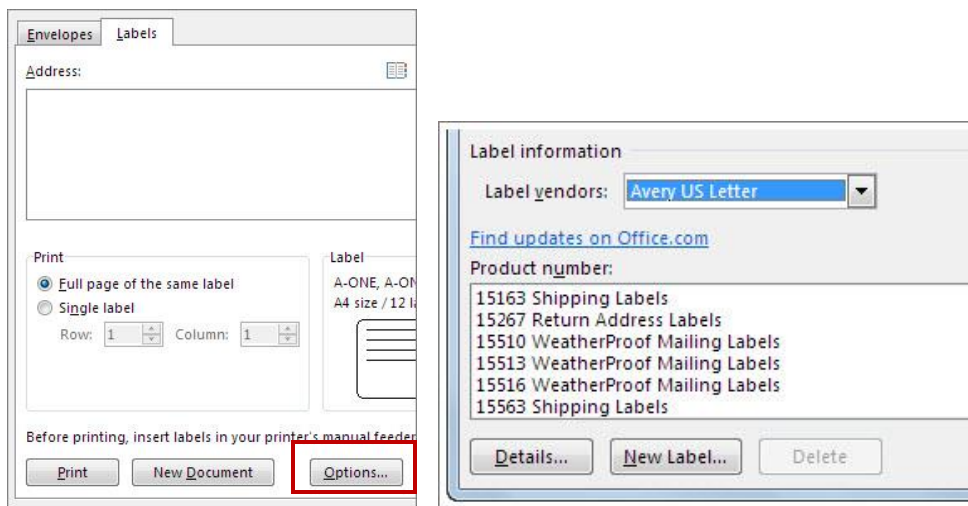 Envelopes Labels
Address:
Print
Full page of the same label
Single label
Row: 1 Column: 1
Label
A-ONE, A-ON
A4 size / 12 la
Before printing, insert labels in your printer's manual feeder
Print New Document Options...
Label information
Label vendors: Avery US Letter
Find updates on Office.com
Product number:
15163 Shipping Labels
15267 Return Address Labels
15510 WeatherProof Mailing Labels
15513 WeatherProof Mailing Labels
15516 WeatherProof Mailing Labels
15563 Shipping Labels
Details... New Label... Delete